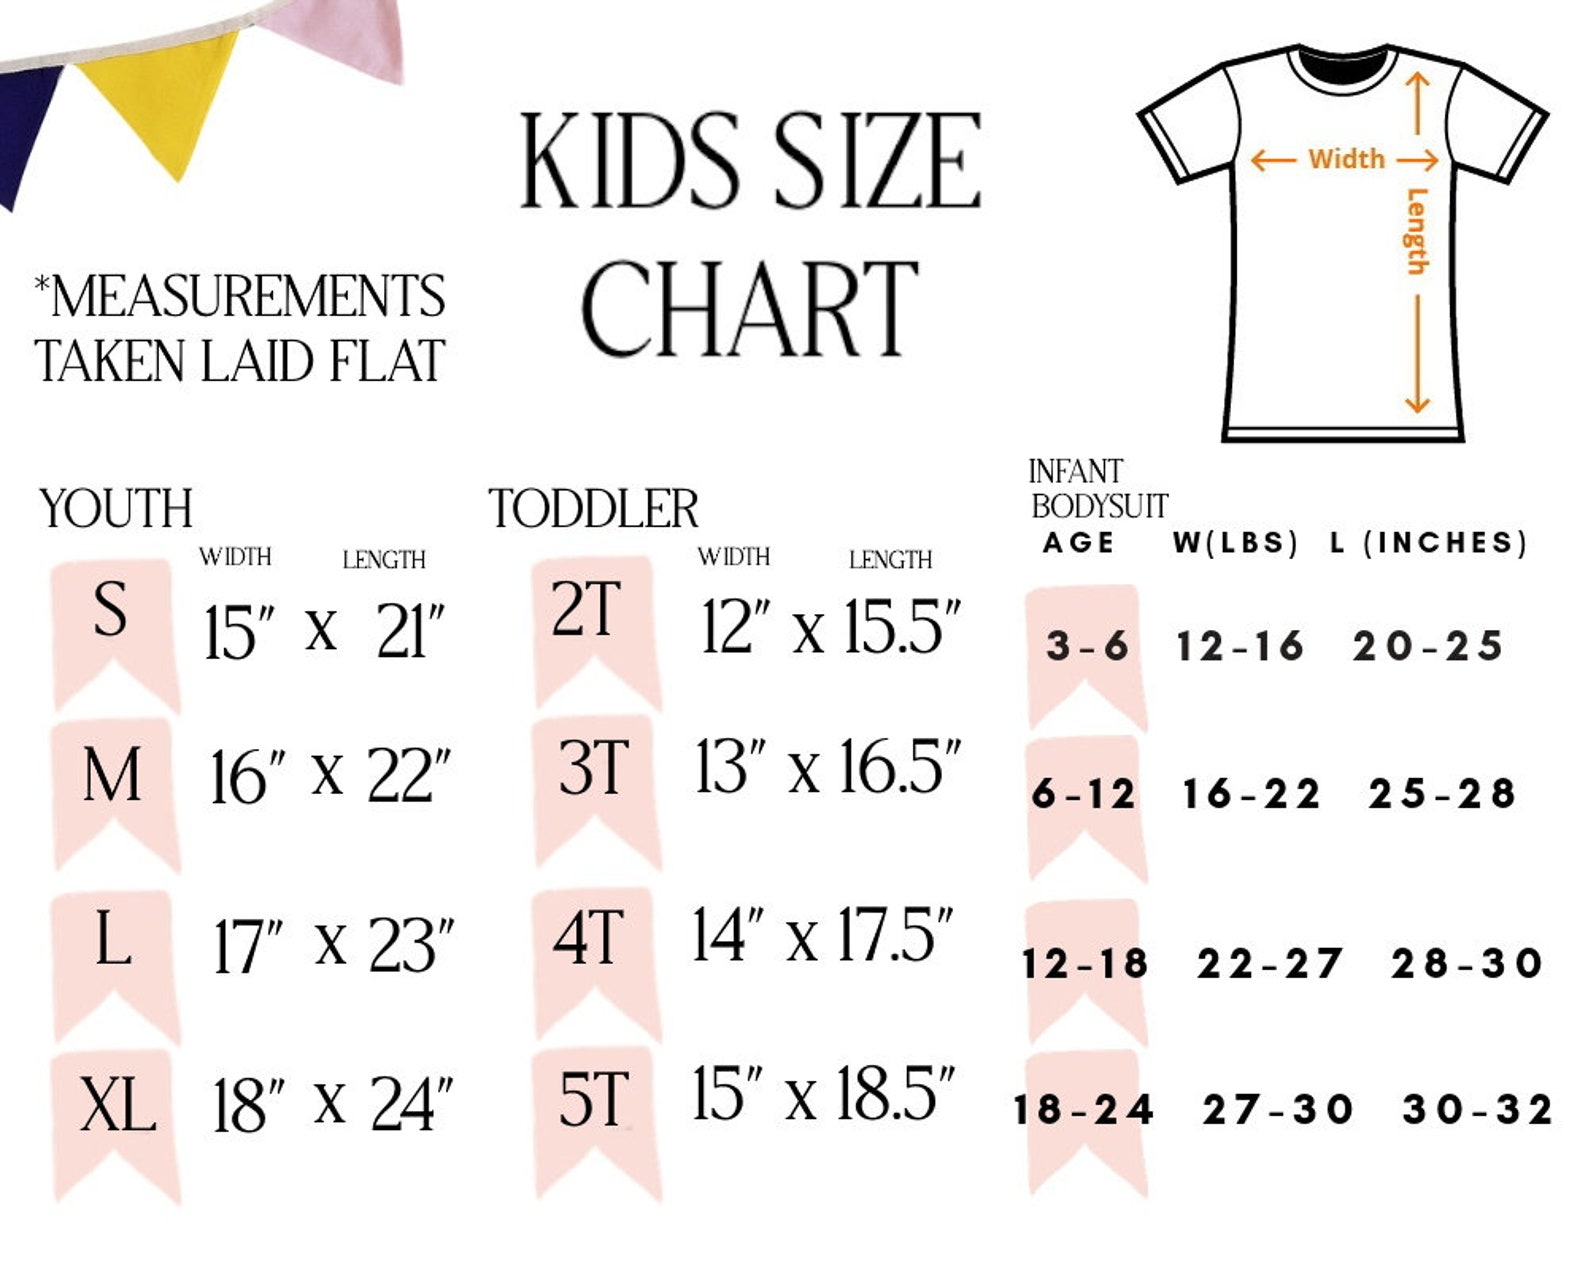 KIDS SIZE
CHART
*MEASUREMENTS
TAKEN LAID FLAT
Width
Length
YOUTH
WIDTH LENGTH
S 15" x 21"
M 16" x 22"
L 17" x 23"
XL 18" x 24"
TODDLER
WIDTH LENGTH
2T 12" x 15.5"
3T 13" x 16.5"
4T 14" x 17.5"
5T 15" x 18.5"
INFANT
BODYSUIT
AGE W(LBS) L (INCHES)
3-6 12-16 20-25
6-12 16-22 25-28
12-18 22-27 28-30
18-24 27-30 30-32